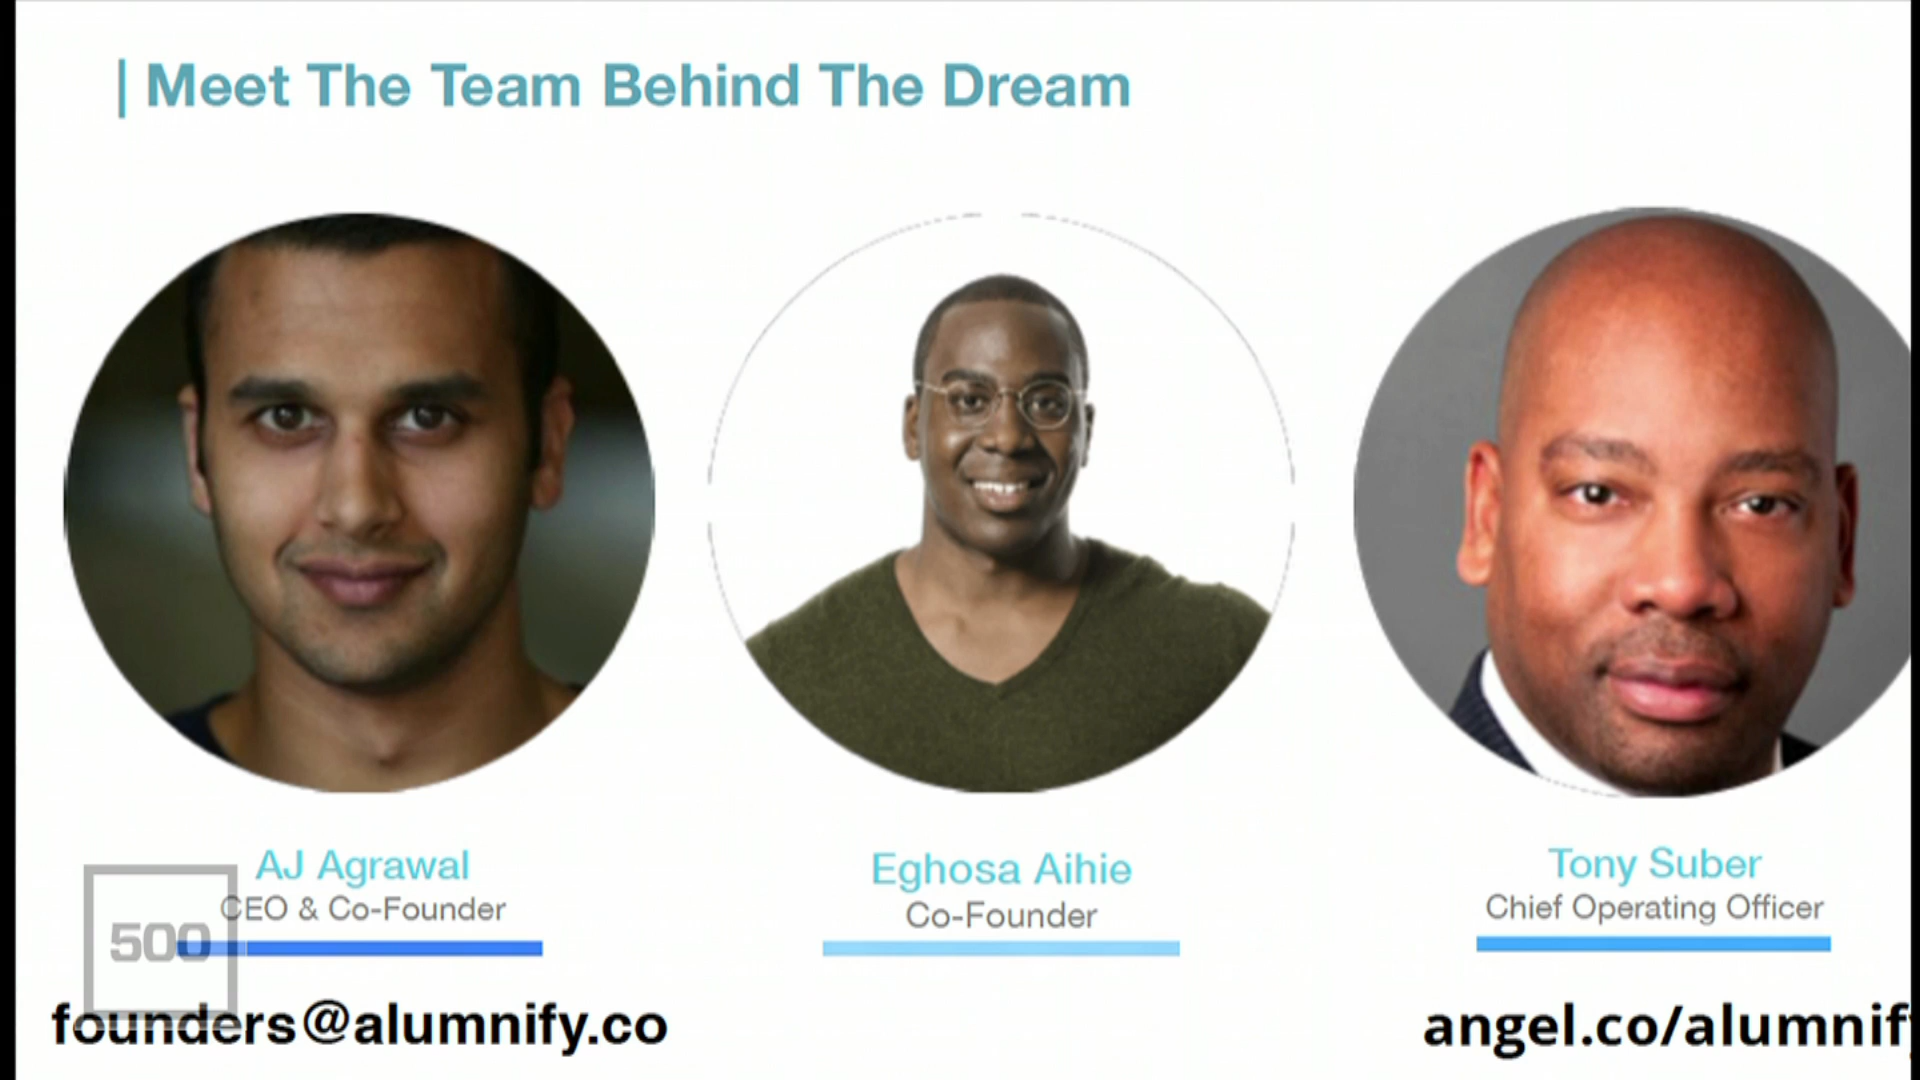 Meet The Team Behind The Dream
AJ Agrawal
CEO & Co-Founder
Eghosa Aihie
Co-Founder
Tony Suber
Chief Operating Officer
500
founders@alumnify.co
angel.co/alumnify